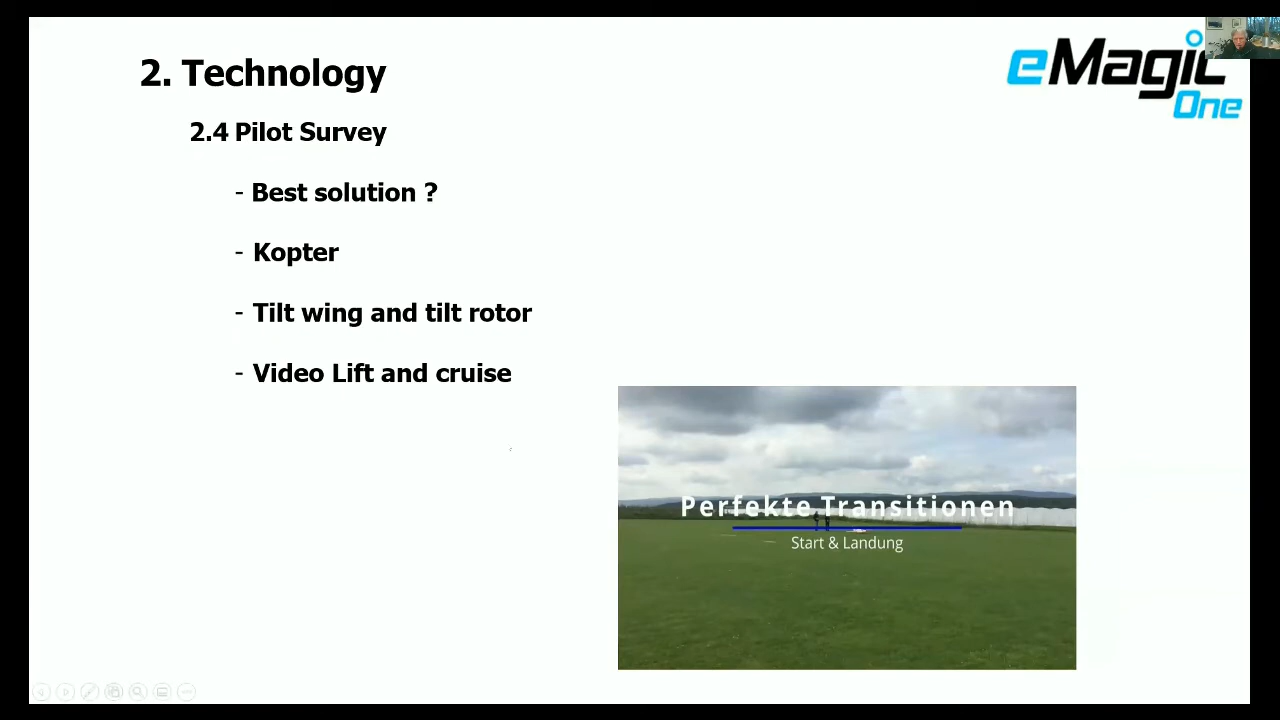 2. Technology
eMagic
One
2.4 Pilot Survey
- Best solution ?
- Kopter
- Tilt wing and tilt rotor
- Video Lift and cruise
Perfekte Transitionen
Start & Landung